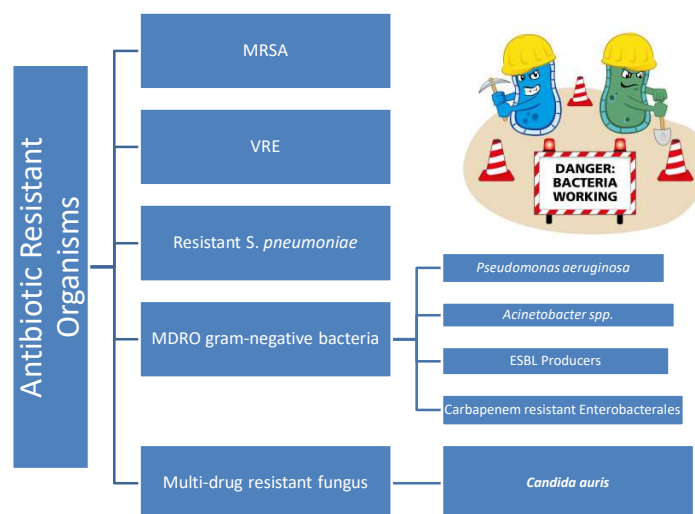 Antibiotic Resistant
Organisms
MRSA
VRE
Resistant S. pneumoniae
MDRO gram-negative bacteria
Pseudomonas aeruginosa
Acinetobacter spp.
ESBL Producers
Carbapenem resistant Enterobacterales
Multi-drug resistant fungus
Candida auris
DANGER:
BACTERIA
WORKING